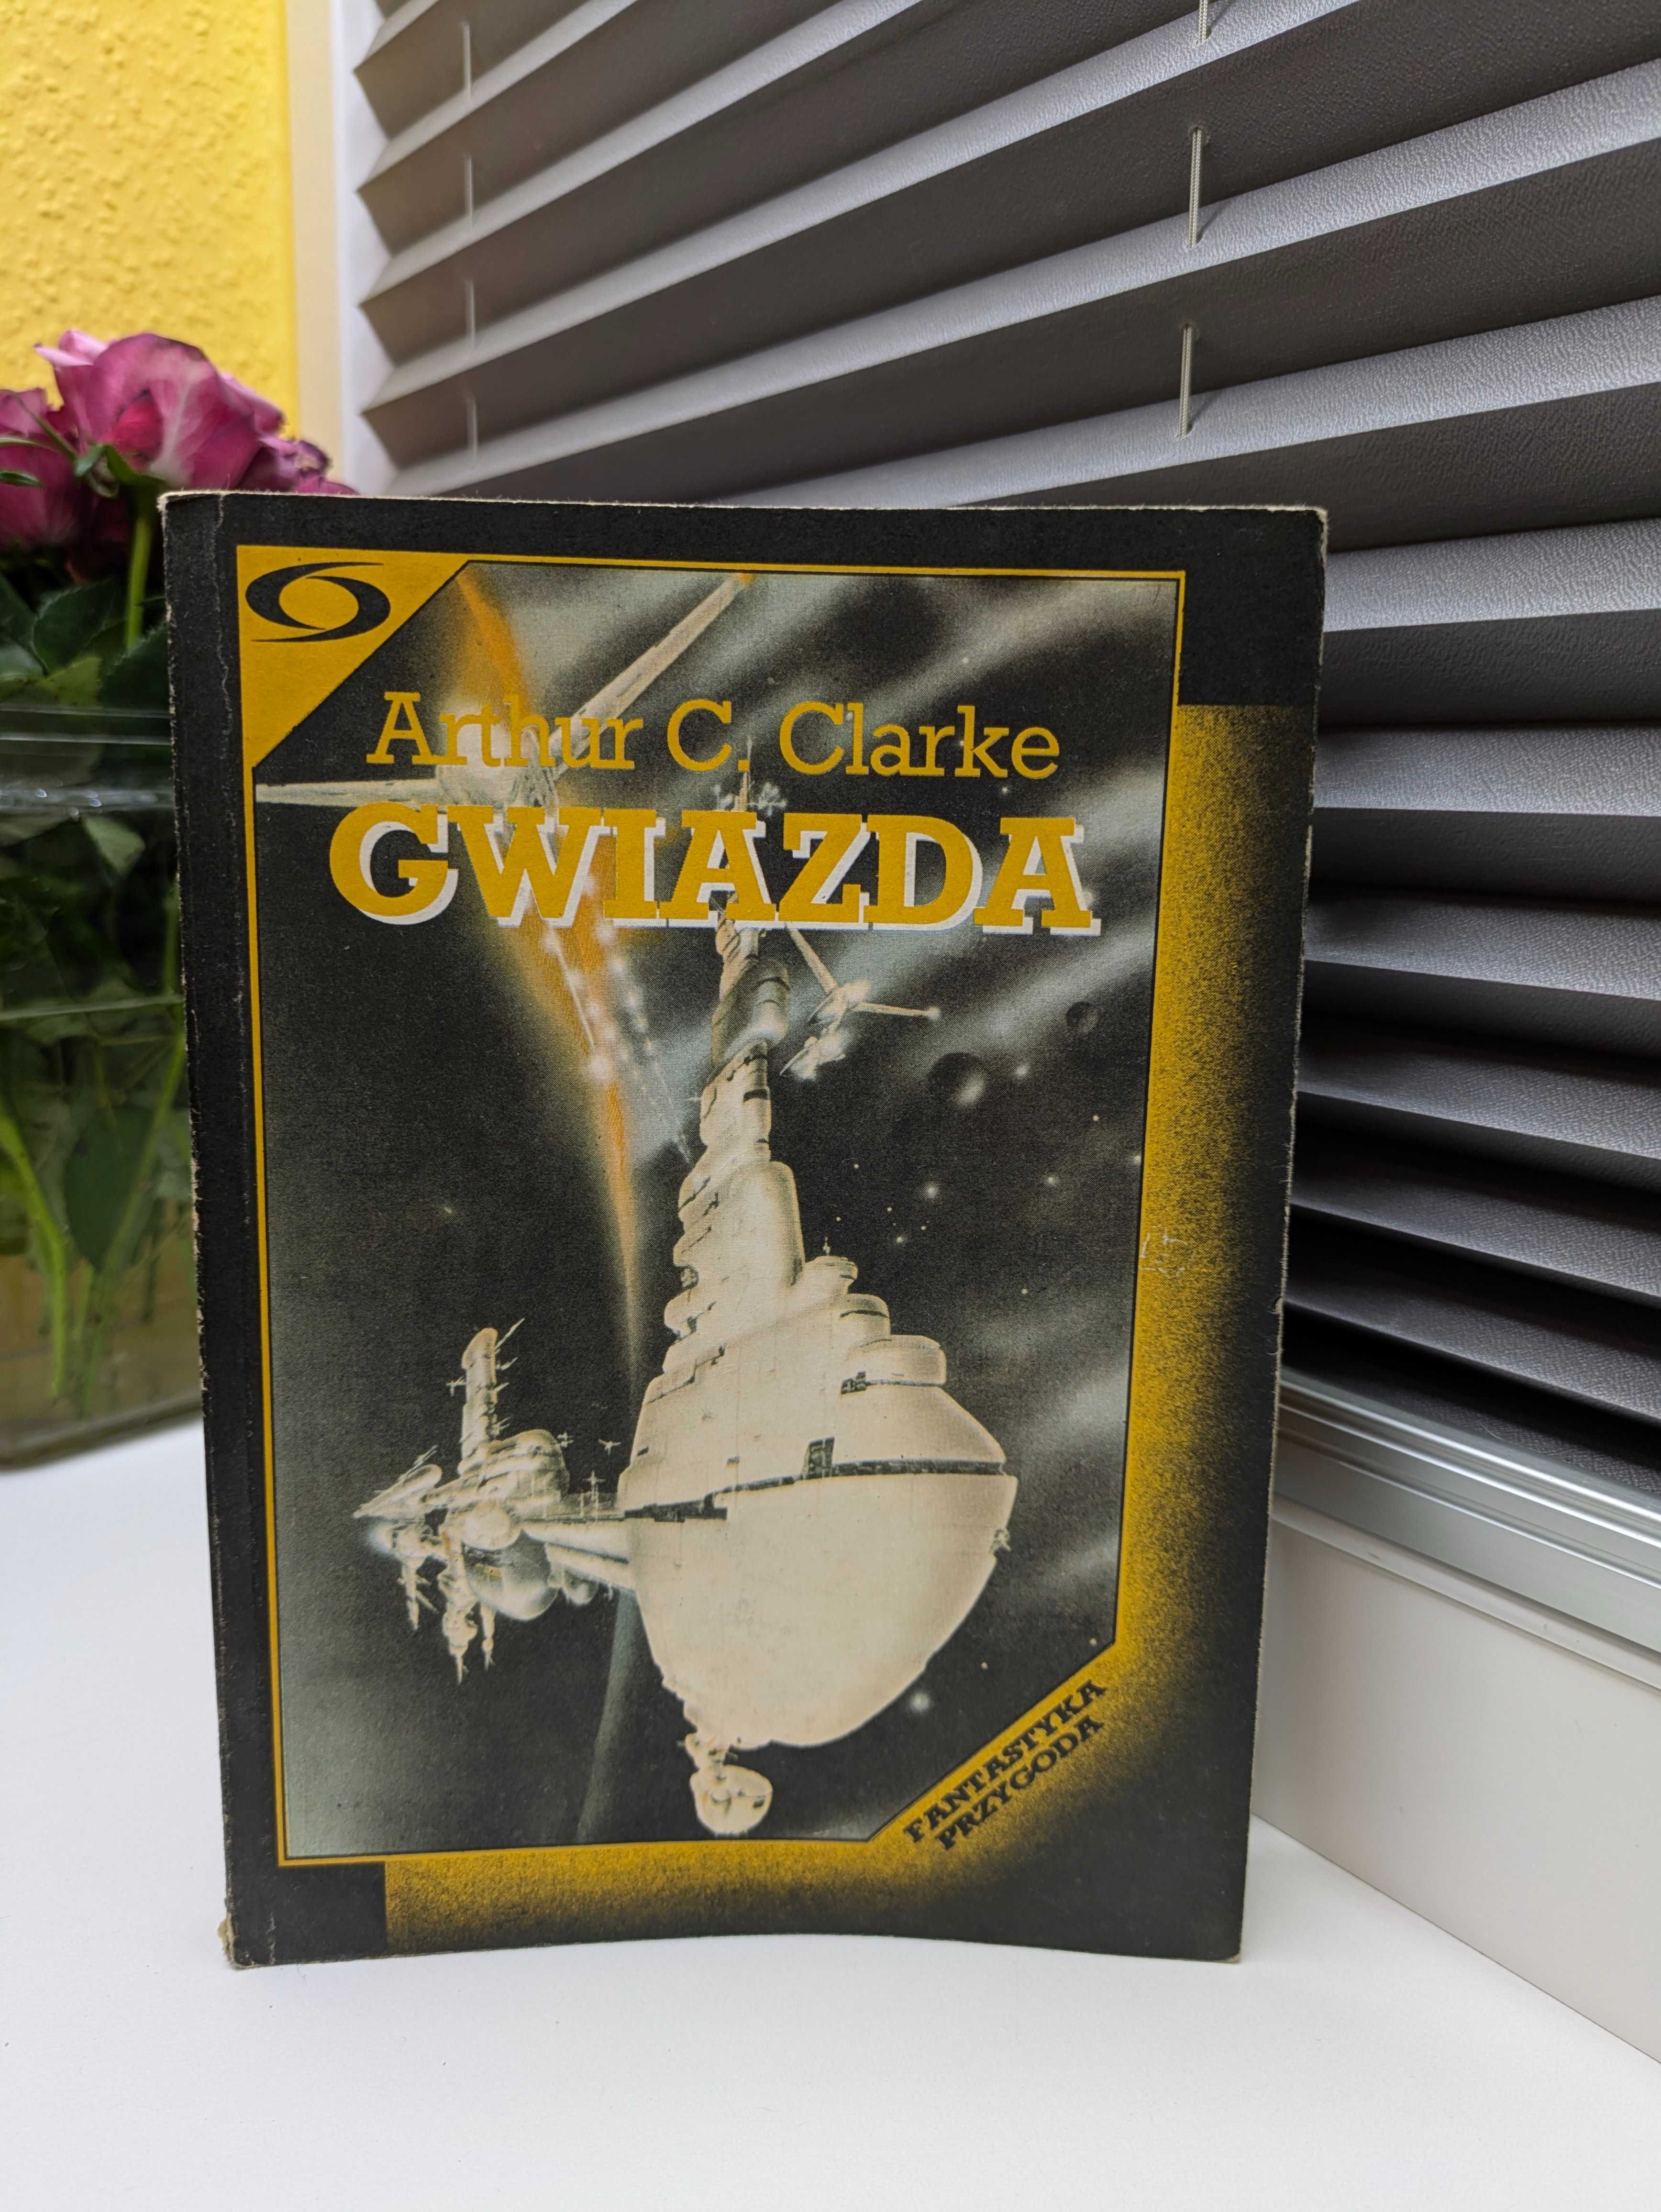 Arthur C. Clarke
GWIAZDA
FANTASTYKA
PRZYGODA